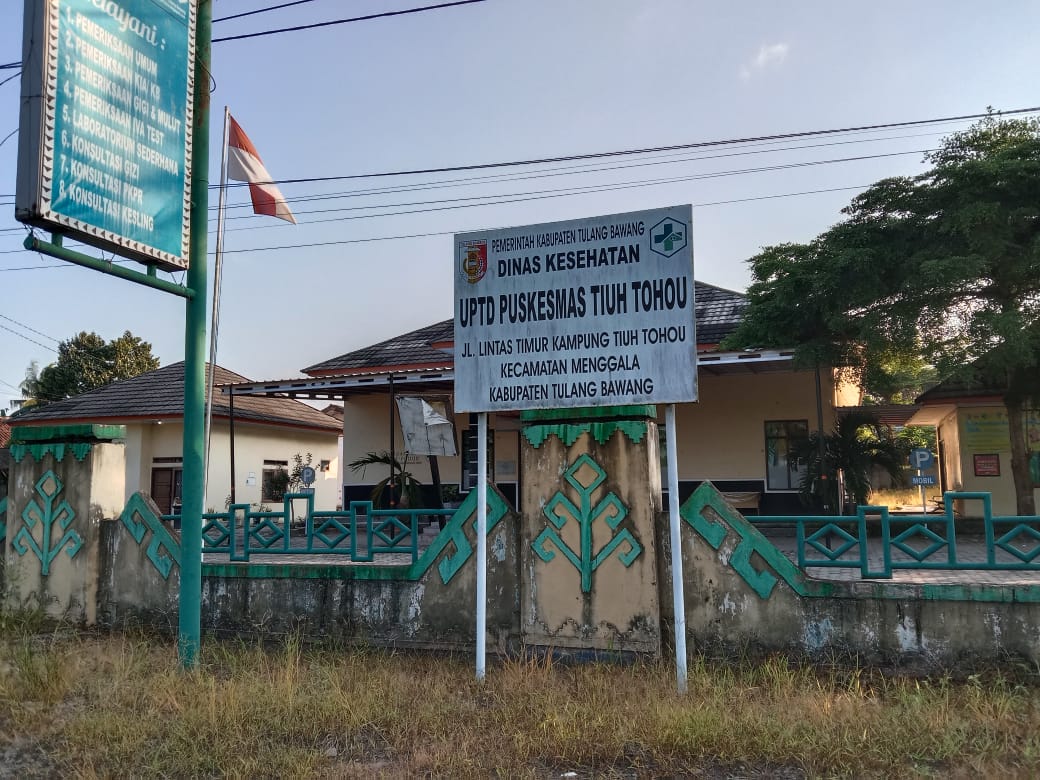 elayani :
1. PEMERIKSAAN UMUM
2. PEMERIKSAAN KIA/ KB
3. PEMERIKSAAN GIGI & MULUT
4. PEMERIKSAAN IVA TEST
5. LABORATORIUM SEDERHANA
6. KONSULTASI GIZI
7. KONSULTASI PKPR
8. KONSULTASI KESLING
PEMERINTAH KABUPATEN TULANG BAWANG
DINAS KESEHATAN
UPTD PUSKESMAS TIUH TOHOU
JL. LINTAS TIMUR KAMPUNG TIUH TOHOU
KECAMATAN MENGGALA
KABUPATEN TULANG BAWANG
P
P
MOBIL